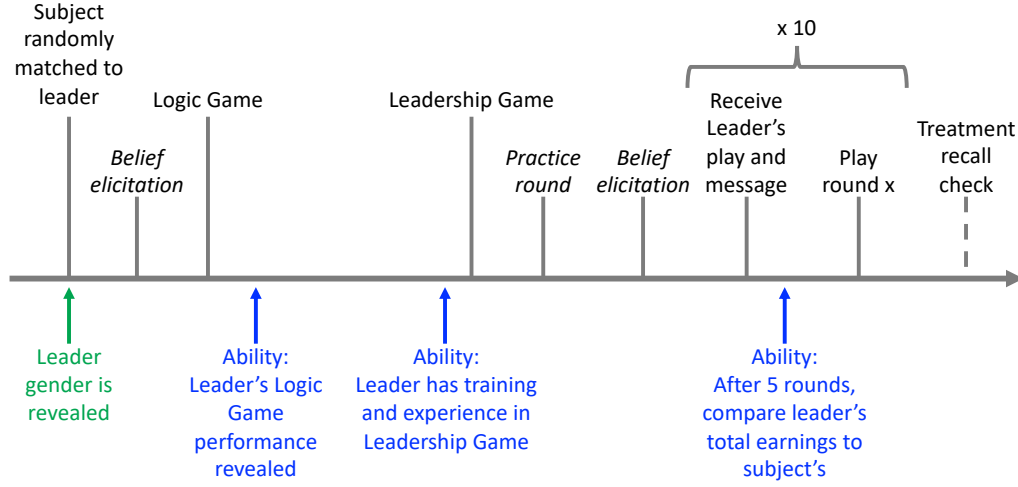 Subject
randomly
matched to
leader
Belief
elicitation
Logic Game
Leadership Game
Practice
round
Belief
elicitation
x 10
Receive
Leader's
play and
message
Play
round x
Treatment
recall
check
Leader
gender is
revealed
Ability:
Leader's Logic
Game
performance
revealed
Ability:
Leader has training
and experience in
Leadership Game
Ability:
After 5 rounds,
compare leader's
total earnings to
subject's